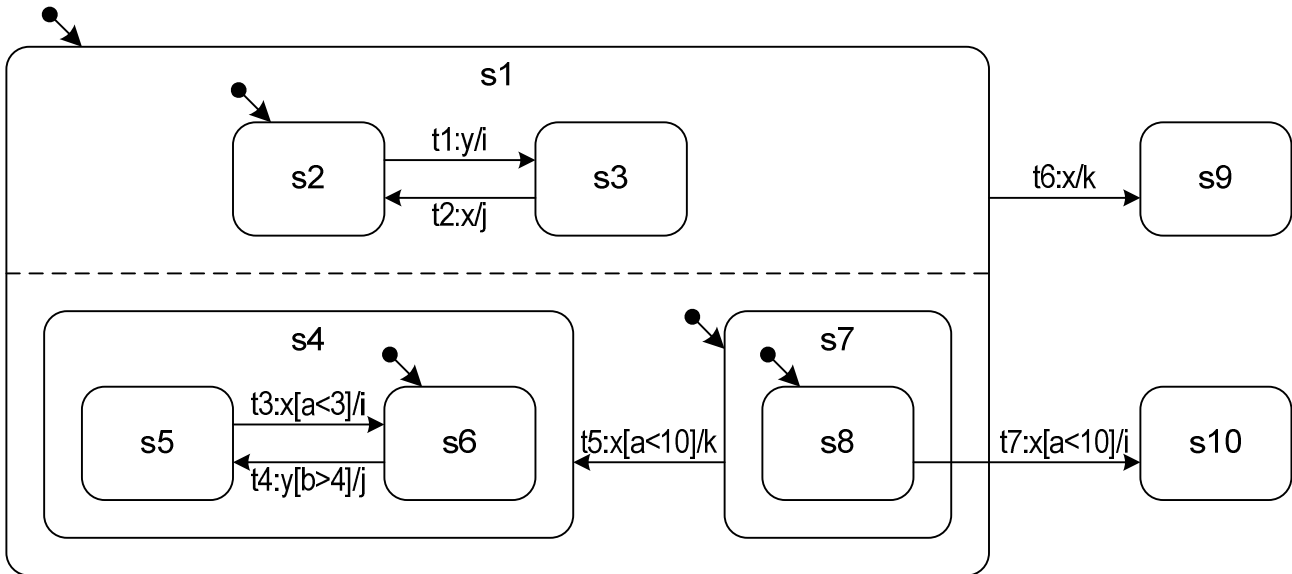 s1
t1:y/i
s2
s3
t6:x/k
s9
t2:x/j
s4
s7
t3:x[a<3]/i
s5
s6
t5:x[a<10]/k
s8
t7:x[a<10]/i
s10
t4:y[b>4]/j